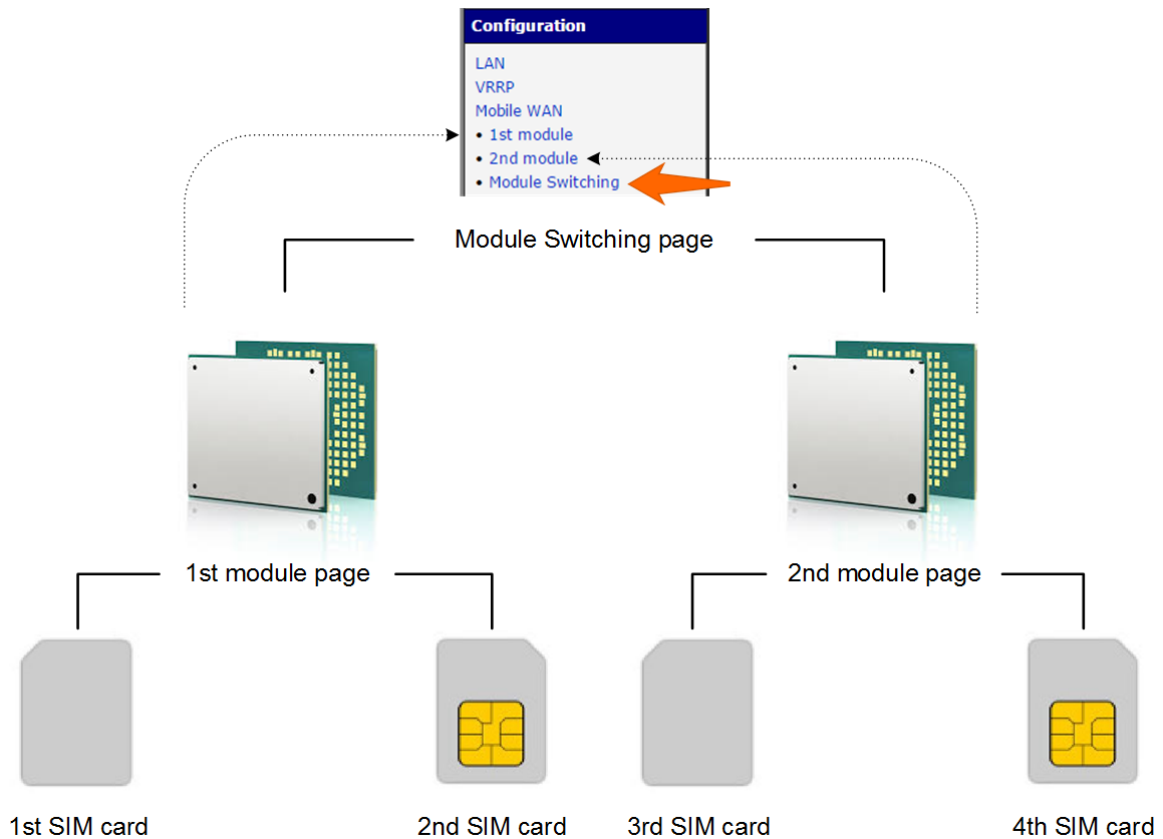 Configuration
LAN
VRRP
Mobile WAN
• 1st module
• 2nd module
• Module Switching
Module Switching page
1st module page
2nd module page
1st SIM card
2nd SIM card
3rd SIM card
4th SIM card